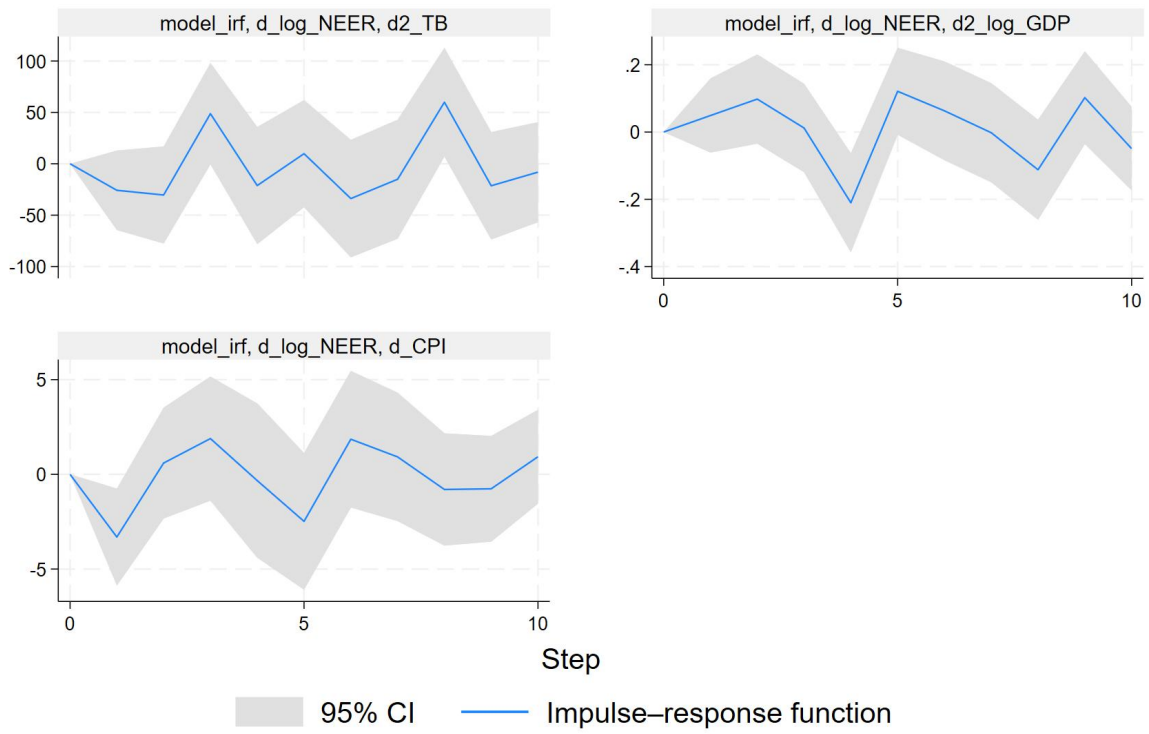 model_irf, d_log_NEER, d2_TB
100
50
0
-50
-100
model_irf, d_log_NEER, d2_log_GDP
.2
0
-.2
-.4
0 5 10
model_irf, d_log_NEER, d_CPI
5
0
-5
0 5 10
Step
95% CI Impulse–response function